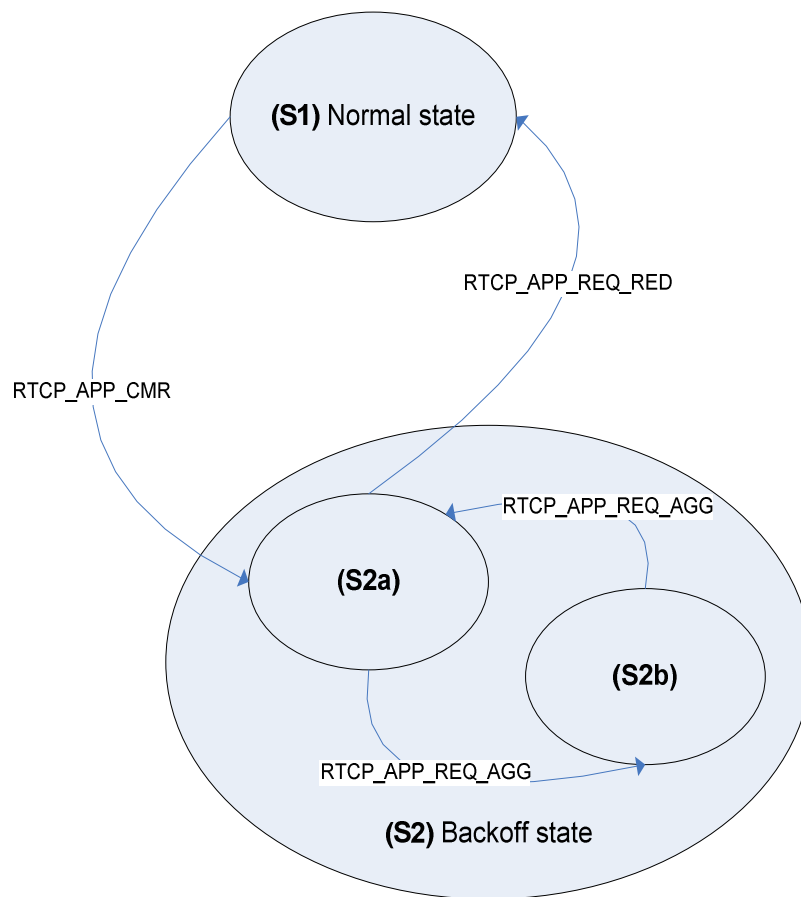 (S1) Normal state
RTCP_APP_REQ_RED
RTCP_APP_CMR
RTCP_APP_REQ_AGG
(S2a)
(S2b)
RTCP_APP_REQ_AGG
(S2) Backoff state